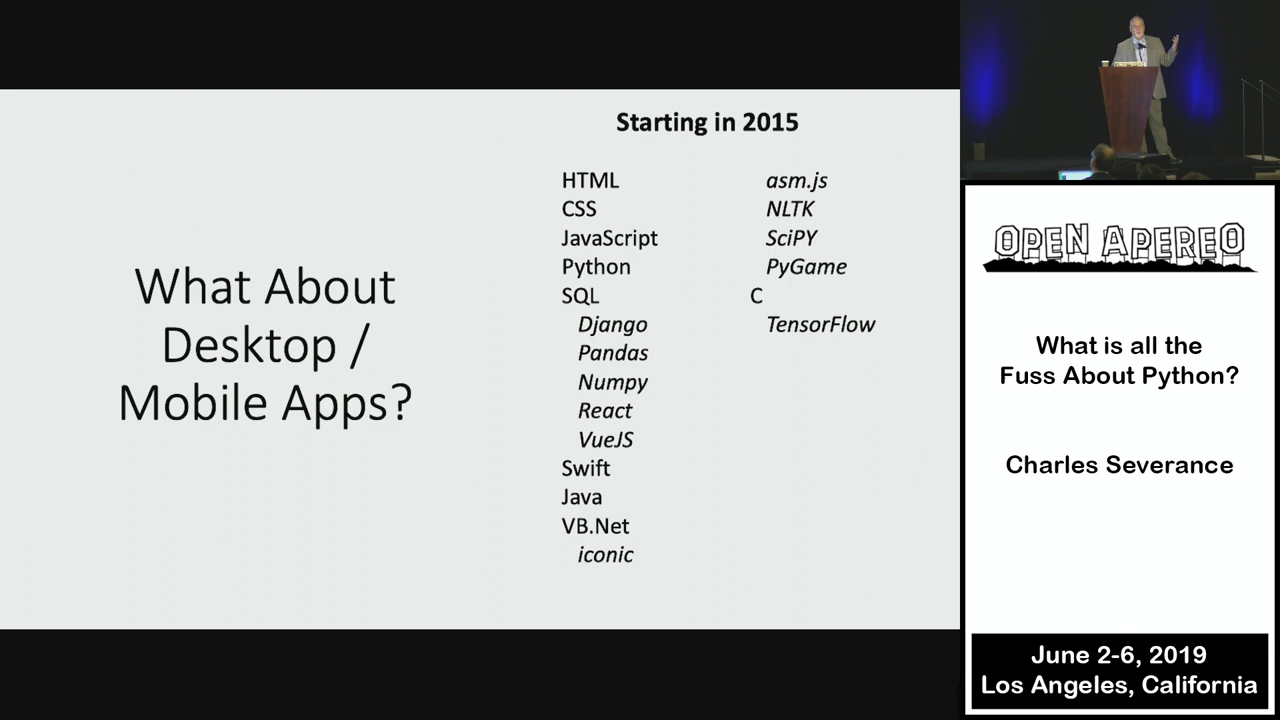 What About
Desktop /
Mobile Apps?
Starting in 2015
HTML
CSS
JavaScript
Python
SQL
Django
Pandas
Numpy
React
VueJS
Swift
Java
VB.Net
iconic
asm.js
NLTK
SciPY
PyGame
C
TensorFlow
OPEN APEREO
What is all the
Fuss About Python?
Charles Severance
June 2-6, 2019
Los Angeles, California